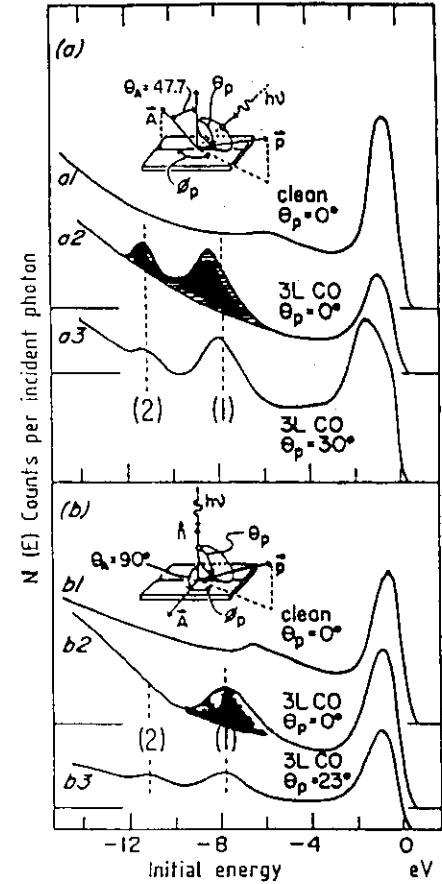 (a)
θA = 47.7
θp
hν
A
p
φp
a1
clean
θp = 0°
a2
3L CO
θp = 0°
a3
(2)
(1)
3L CO
θp = 30°
N (E) Counts per incident photon
(b)
hν
θp
θA = 90°
p
A
φp
b1
clean
θp = 0°
b2
3L CO
θp = 0°
(2)
(1)
3L CO
θp = 23°
b3
-12
-8
-4
0
Initial energy
eV